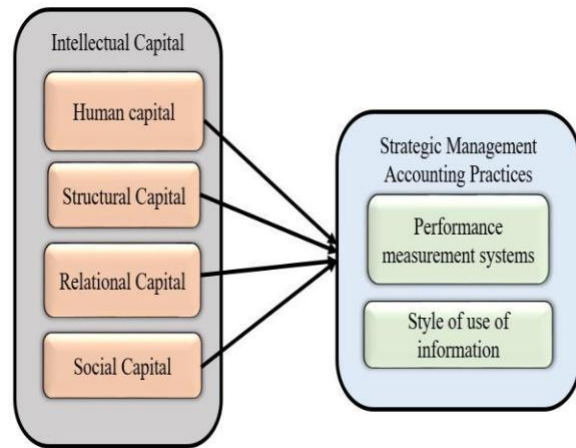 Intellectual Capital
Human capital
Structural Capital
Relational Capital
Social Capital
Strategic Management
Accounting Practices
Performance
measurement systems
Style of use of
information